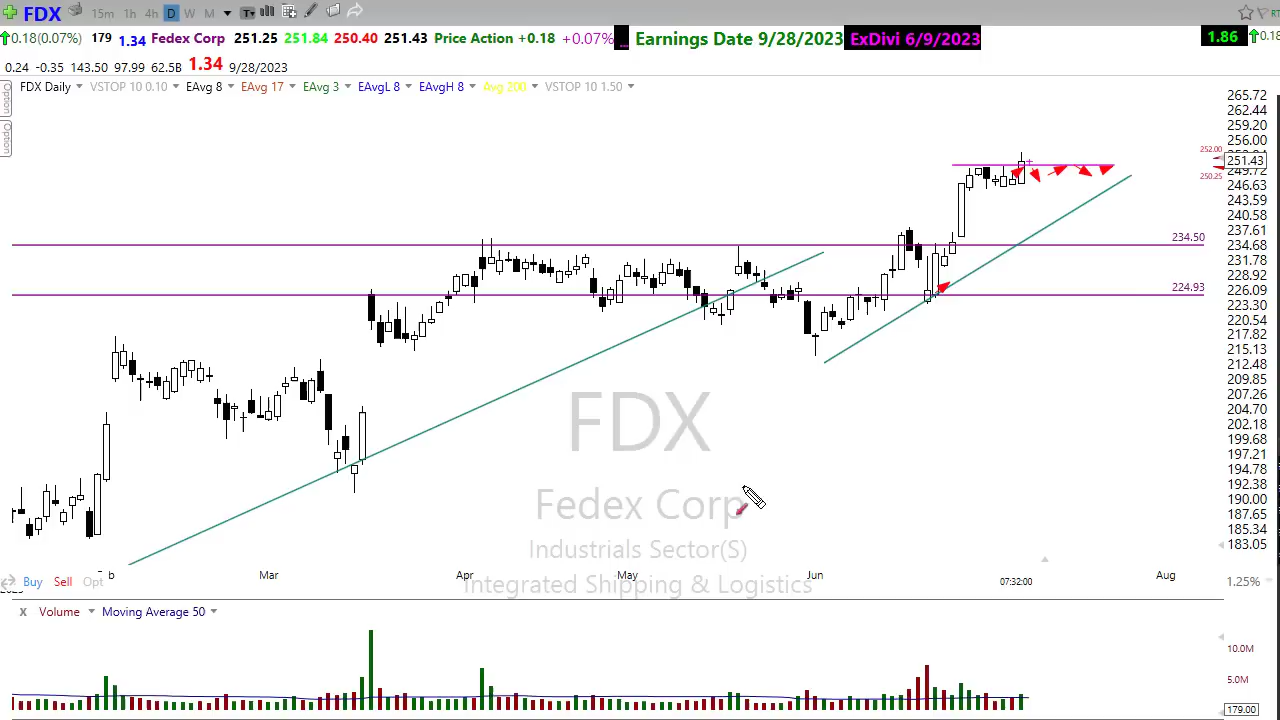 FDX 15m 1h 4h D W M T
0.18(0.07%) 179 1.34 Fedex Corp 251.25 251.84 250.40 251.43 Price Action +0.18 +0.07% ... Earnings Date 9/28/2023 ExDivi 6/9/2023 1.86 0.18
0.24 -0.35 143.50 97.99 62.5B 1.34 9/28/2023
FDX Daily VSTOP 10 0.10 EAvg 8 EAvg 17 EAvg 3 EAvgL 8 EAvgH 8 Avg 200 VSTOP 10 1.50
Option
Option
265.72
262.44
259.20
256.00
252.00
251.43
249.72
250.25
246.63
243.59
240.58
237.61
234.50
234.68
231.78
228.92
224.93
226.09
223.30
220.54
217.82
215.13
212.48
209.85
207.26
204.70
202.18
199.68
197.21
194.78
192.38
190.00
187.65
185.34
183.05
FDX
Fedex Corp
Industrials Sector(S)
Integrated Shipping & Logistics
Buy Sell Opt
Mar Apr May Jun 07:32:00 Aug 1.25%
X Volume Moving Average 50
10.0M
5.0M
179.00